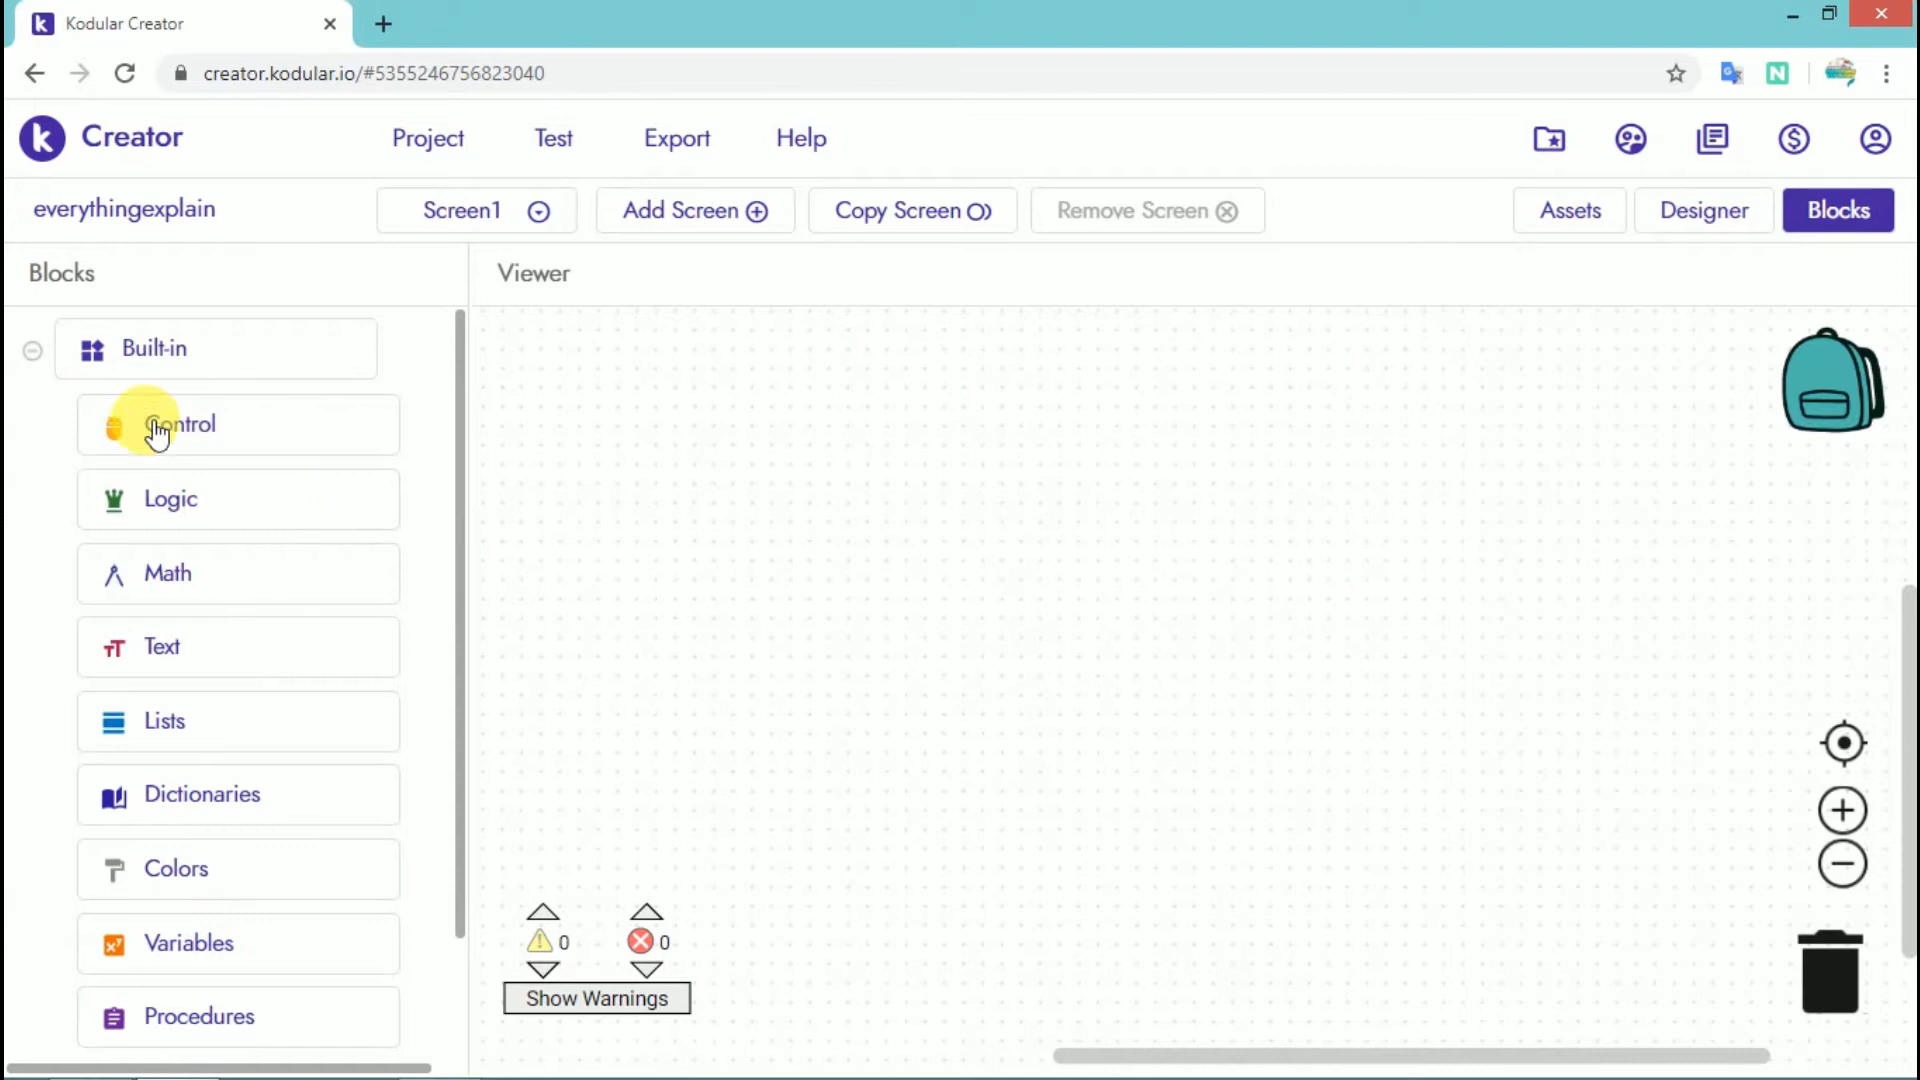 Kodular Creator
creator.kodular.io/#5355246756823040
Creator
Project
Test
Export
Help
everythingexplain
Screen1
Add Screen
Copy Screen
Remove Screen
Assets
Designer
Blocks
Blocks
Viewer
Built-in
Control
Logic
Math
Text
Lists
Dictionaries
Colors
Variables
Procedures
0
0
Show Warnings